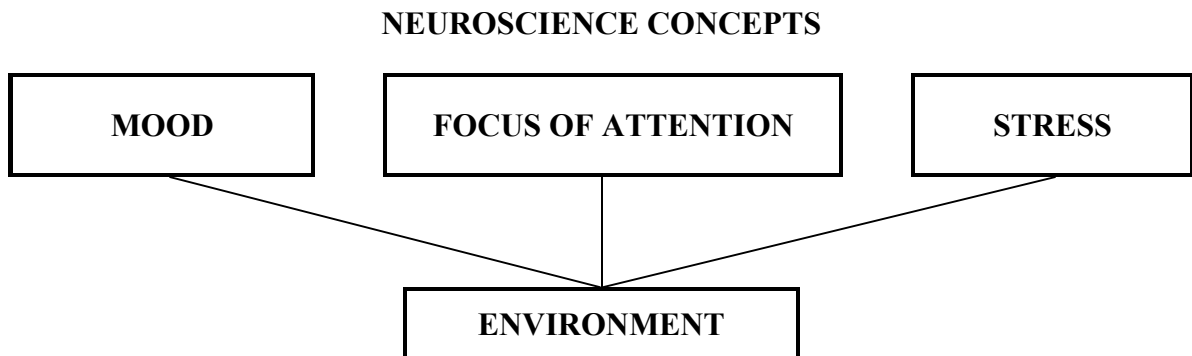 NEUROSCIENCE CONCEPTS
MOOD
FOCUS OF ATTENTION
STRESS
ENVIRONMENT